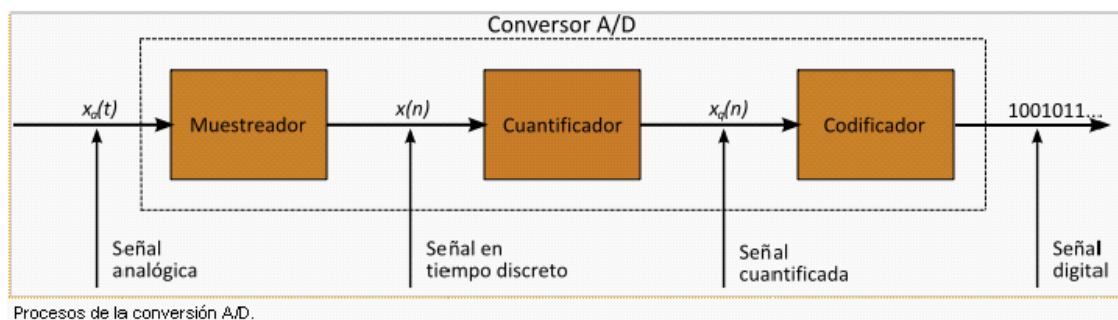 Conversor A/D
xa(t)
Muestreador
x(n)
Cuantificador
xq(n)
Codificador
1001011...
Señal
analógica
Señal en
tiempo discreto
Señal
cuantificada
Señal
digital
Procesos de la conversión A/D.